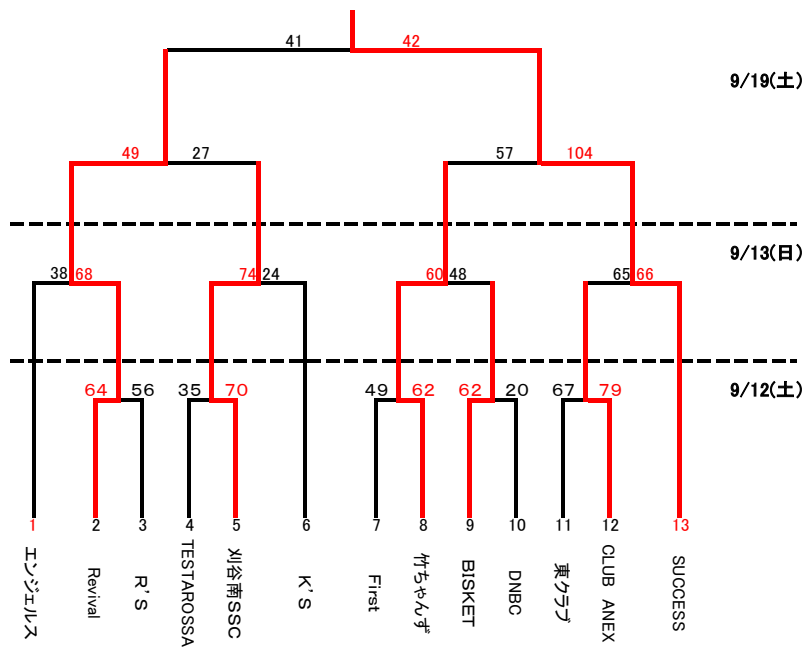 41 42
9/19(土)
49 27 57 104
9/13(日)
38 68 74 24 60 48 65 66
9/12(土)
64 56 35 70 49 62 62 20 67 79
1 2 3 4 5 6 7 8 9 10 11 12 13
エンジェルス
Revival
R'S
TESTAROSSA
刈谷南SSC
K'S
First
竹ちゃんず
BISKET
DNBC
東クラブ
CLUB ANEX
SUCCESS